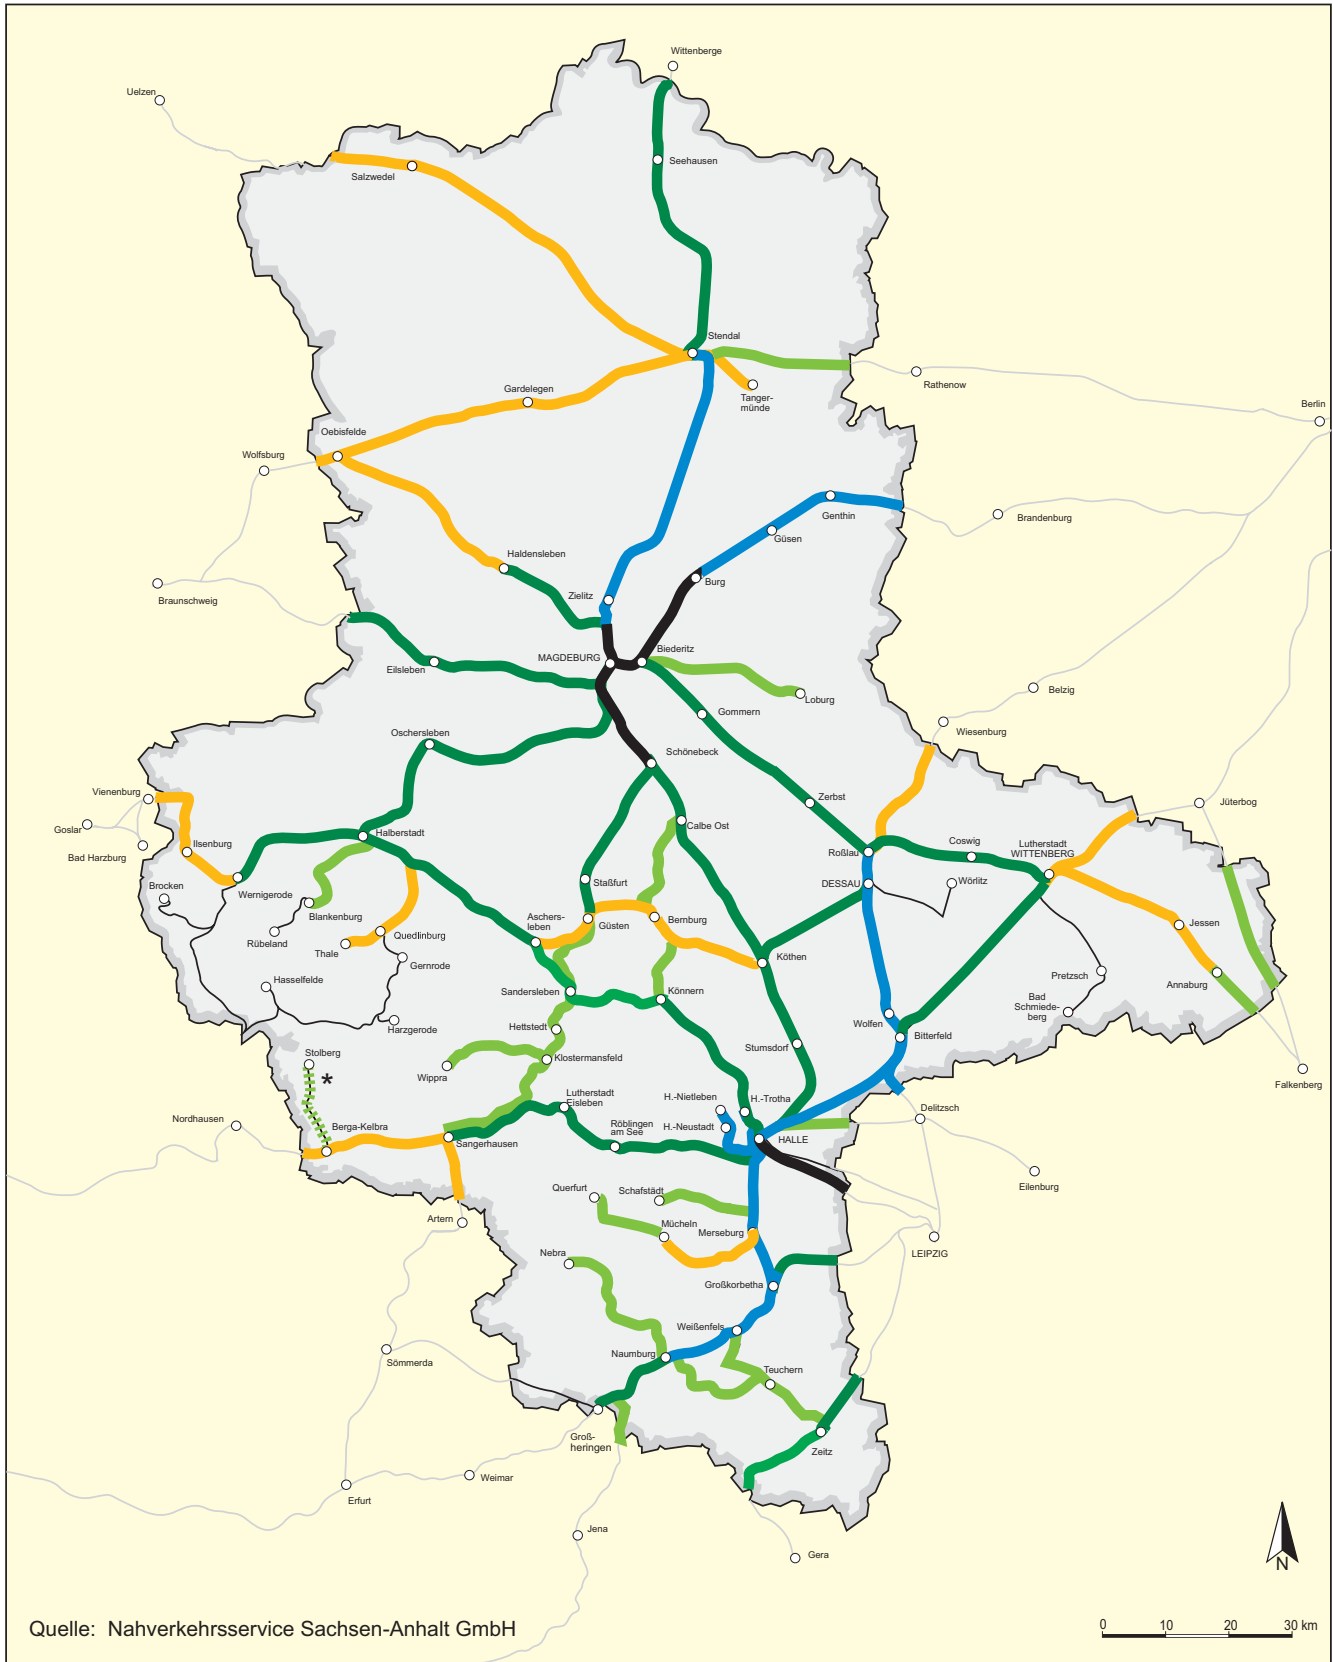 Wittenberge
Uelzen
Seehausen
Salzwedel
Stendal
Rathenow
Gardelegen
Tanger-
münde
Berlin
Oebisfelde
Wolfsburg
Genthin
Brandenburg
Güsen
Haldensleben
Burg
Zielitz
Braunschweig
MAGDEBURG
Biederitz
Eilsleben
Loburg
Belzig
Gommern
Wiesenburg
Oschersleben
Schönebeck
Vienenburg
Zerbst
Jüterbog
Goslar
Halberstadt
Calbe Ost
Ilsenburg
Bad Harzburg
Roßlau
Coswig
Lutherstadt
WITTENBERG
Brocken
Wernigerode
Staßfurt
DESSAU
Wörlitz
Blankenburg
Aschers-
leben
Güsten
Bernburg
Jessen
Rübeland
Thale
Quedlinburg
Gernrode
Köthen
Hasselfelde
Sandersleben
Könnern
Pretzsch
Annaburg
Bad
Schmiede-
berg
Harzgerode
Hettstedt
Wolfen
Bitterfeld
Stolberg
*
Klostermansfeld
Stumsdorf
Wippra
Falkenberg
Lutherstadt
Eisleben
H.-Nietleben
H.-Trotha
Nordhausen
Berga-Kelbra
Röblingen
am See
H.-Neustadt
Delitzsch
Sangerhausen
HALLE
Eilenburg
Querfurt
Schafstädt
Artern
Mücheln
Merseburg
Nebra
LEIPZIG
Großkorbetha
Weißenfels
Sömmerda
Naumburg
Teuchern
Groß-
heringen
Zeitz
Weimar
Erfurt
Jena
Gera
N
Quelle: Nahverkehrsservice Sachsen-Anhalt GmbH
0 10 20 30 km